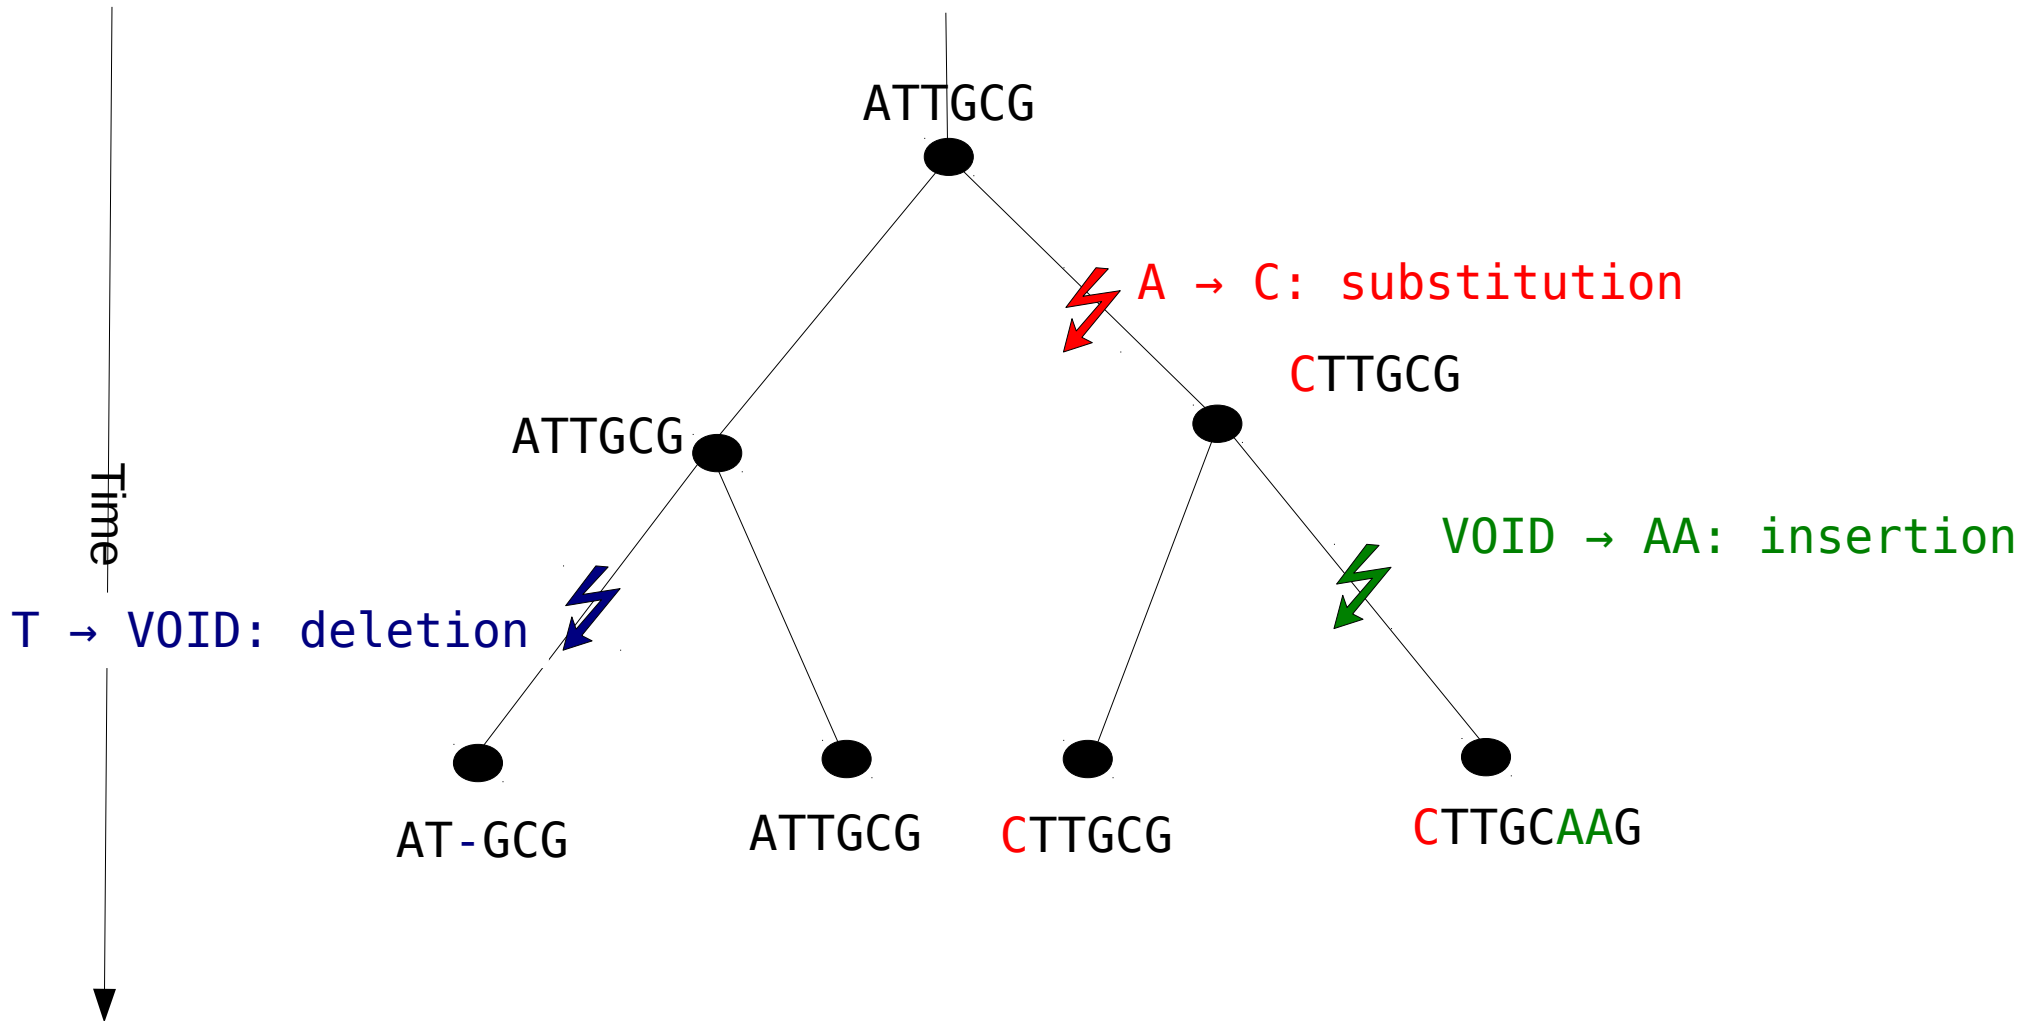 ATTGCG
A → C: substitution
CTTGCG
ATTGCG
Time
VOID → AA: insertion
T → VOID: deletion
AT-GCG
ATTGCG
CTTGCG
CTTGCAAG